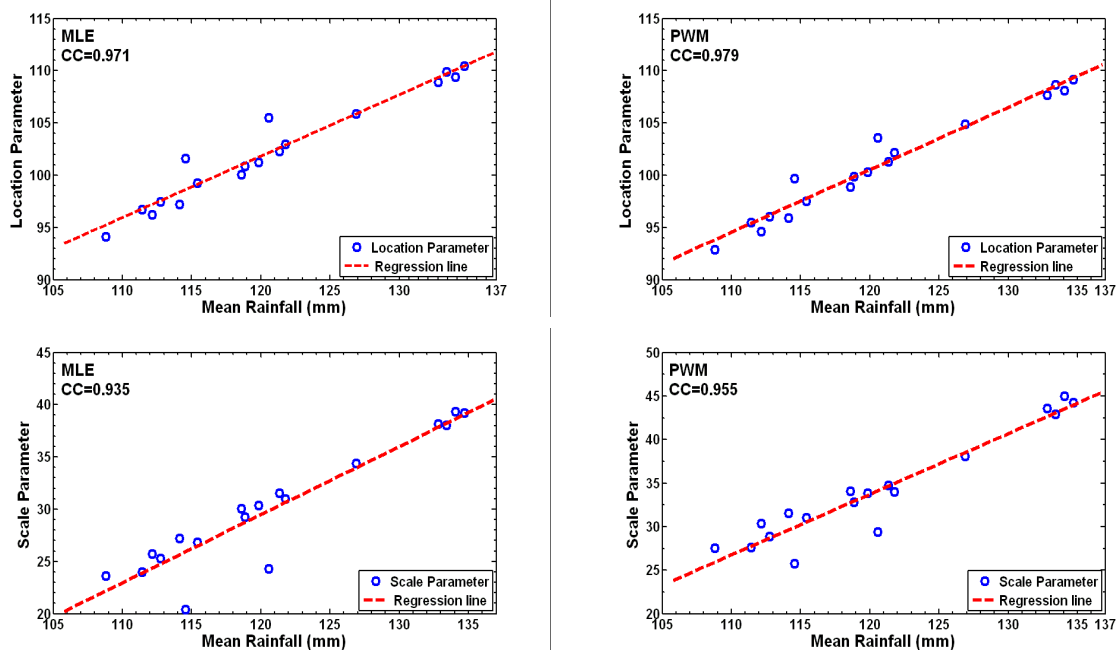 MLE
CC=0.971
Location Parameter
115
110
105
100
95
90
Location Parameter
Regression line
105 110 115 120 125 130 135 137
Mean Rainfall (mm)
PWM
CC=0.979
Location Parameter
115
110
105
100
95
90
Location Parameter
Regression line
105 110 115 120 125 130 135 137
Mean Rainfall (mm)
MLE
CC=0.935
Scale Parameter
45
40
35
30
25
20
Scale Parameter
Regression line
105 110 115 120 125 130 135
Mean Rainfall (mm)
PWM
CC=0.955
Scale Parameter
50
45
40
35
30
25
20
Scale Parameter
Regression line
105 110 115 120 125 130 135 137
Mean Rainfall (mm)